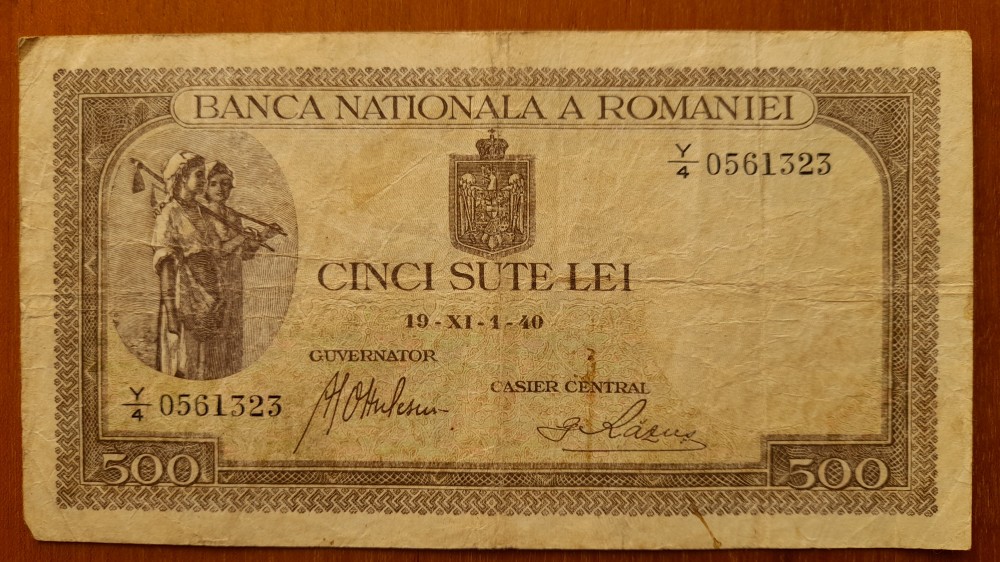 BANCA NATIONALA A ROMANIEI
Y/4 0561323
CINCI SUTE LEI
19-XI-1-40
GUVERNATOR
CASIER CENTRAL
Y/4 0561323
500
500